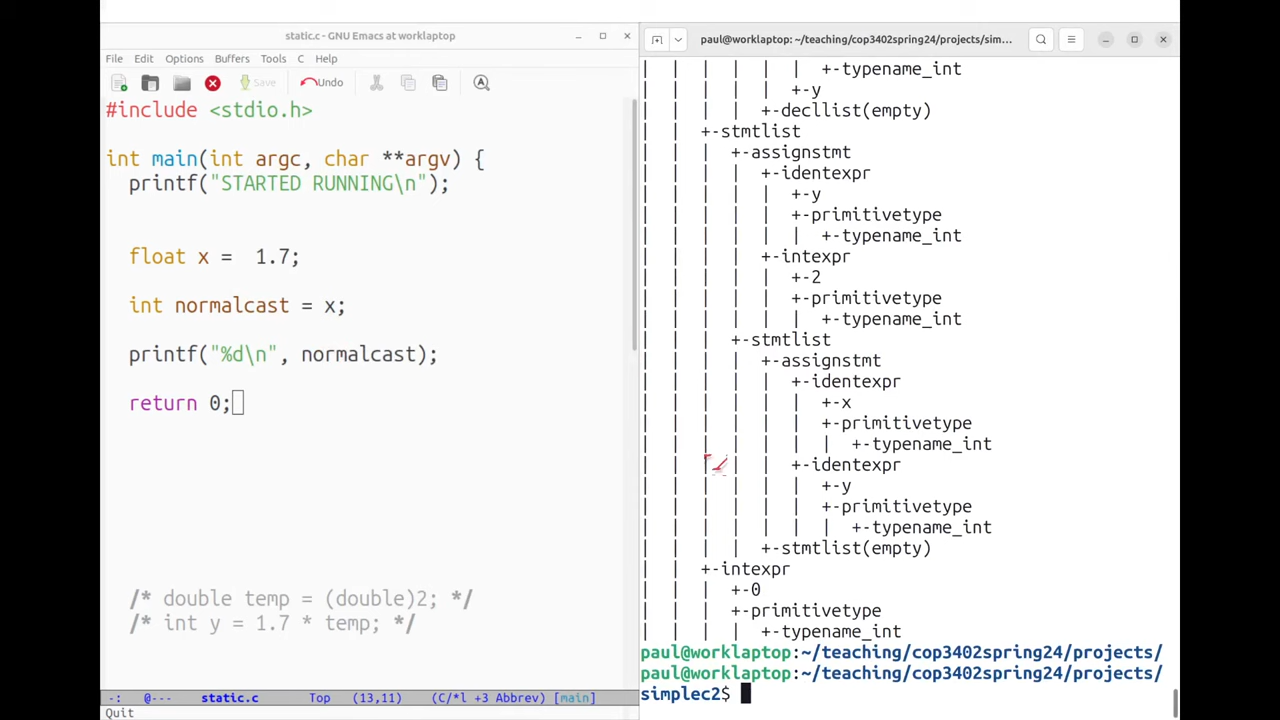 static.c - GNU Emacs at worklaptop
File Edit Options Buffers Tools C Help
Save Undo
#include <stdio.h>
int main(int argc, char **argv) {
printf("STARTED RUNNING\n");
float x =  1.7;
int normalcast = x;
printf("%d\n", normalcast);
return 0;
/* double temp = (double)2; */
/* int y = 1.7 * temp; */
-: @--- static.c Top (13,11) (C/*l +3 Abbrev) [main]
Quit
paul@worklaptop: ~/teaching/cop3402spring24/projects/sim...
| | | | | +-typename_int
| | | | +-y
| | | +-decllist(empty)
| | +-stmtlist
| | | +-assignstmt
| | | | +-identexpr
| | | | | +-y
| | | | | +-primitivetype
| | | | | | +-typename_int
| | | | +-intexpr
| | | | | +-2
| | | | | +-primitivetype
| | | | | | +-typename_int
| | | +-stmtlist
| | | | +-assignstmt
| | | | | +-identexpr
| | | | | | +-x
| | | | | | +-primitivetype
| | | | | | | +-typename_int
| | | | | +-identexpr
| | | | | | +-y
| | | | | | +-primitivetype
| | | | | | | +-typename_int
| | | | +-stmtlist(empty)
| | +-intexpr
| | | +-0
| | | +-primitivetype
| | | | +-typename_int
paul@worklaptop:~/teaching/cop3402spring24/projects/
paul@worklaptop:~/teaching/cop3402spring24/projects/
simplec2$